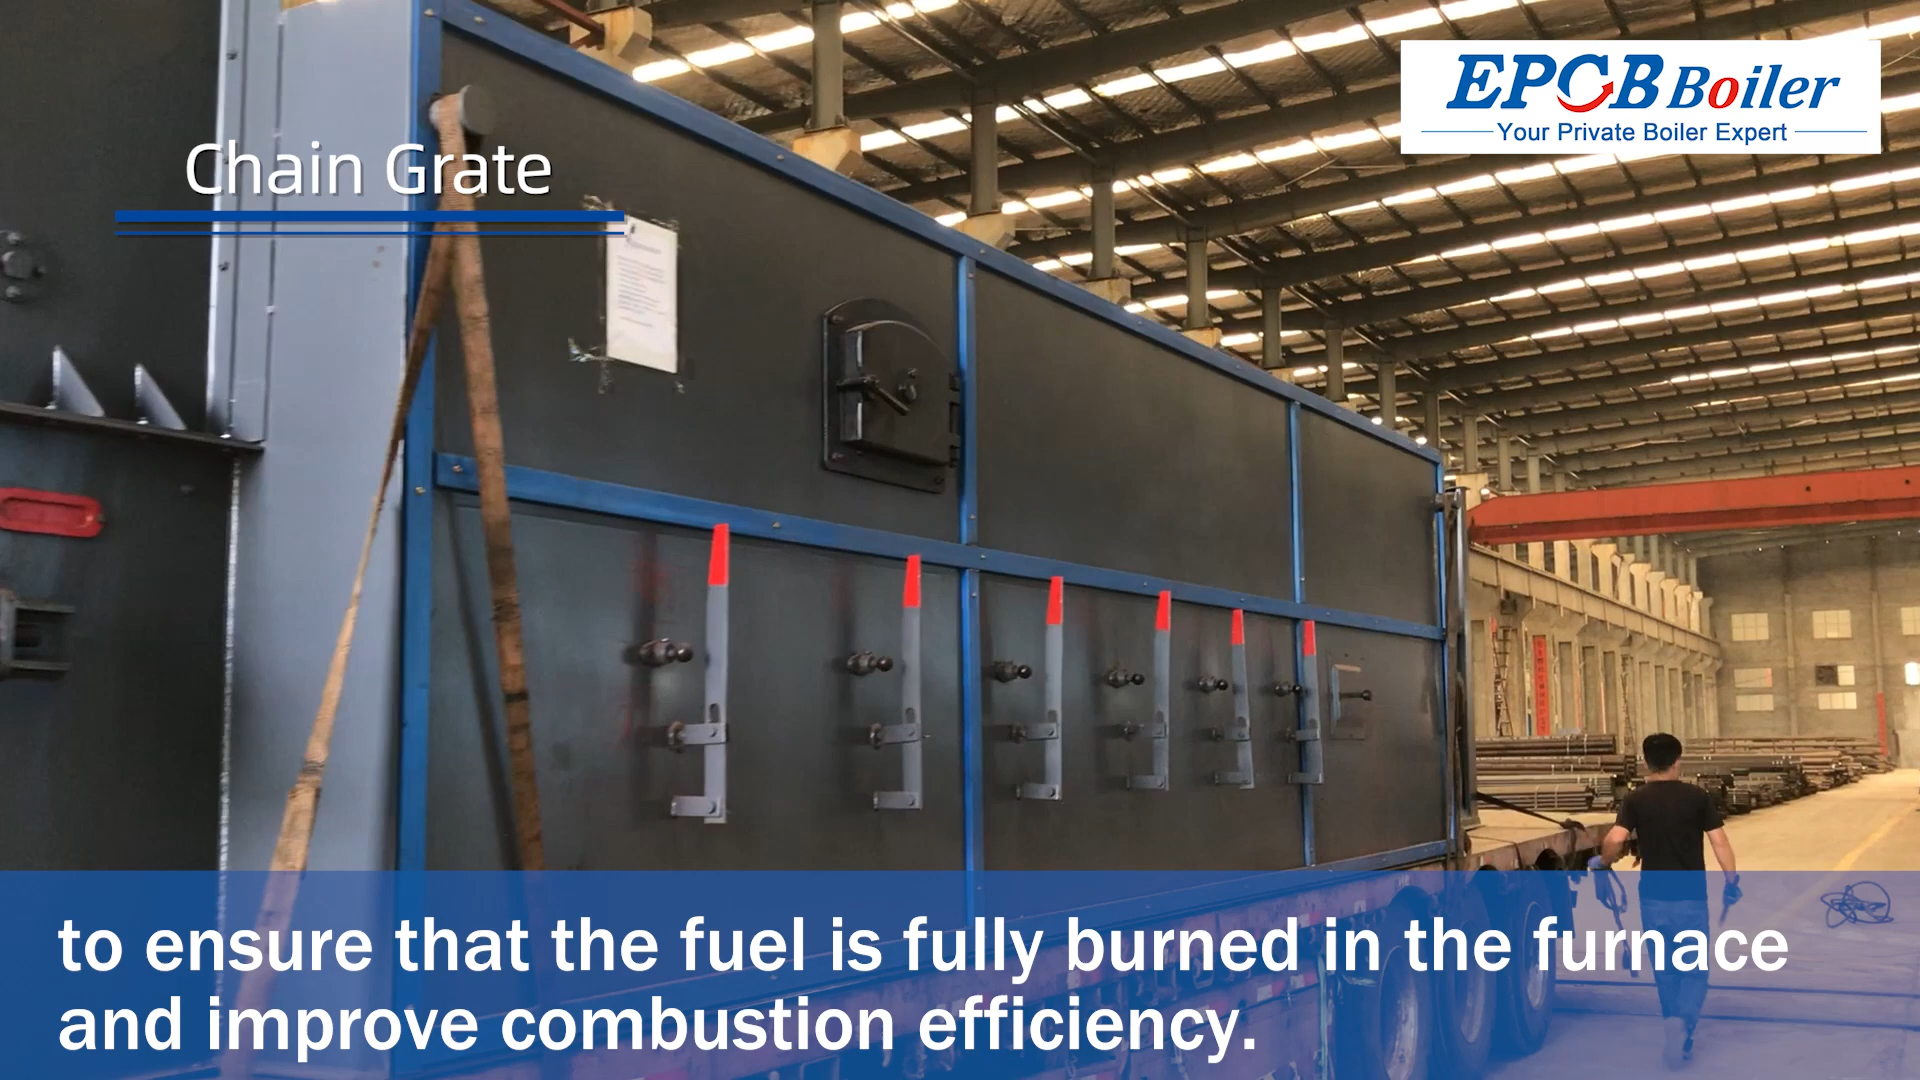 EPCB Boiler
Your Private Boiler Expert
Chain Grate
to ensure that the fuel is fully burned in the furnace
and improve combustion efficiency.